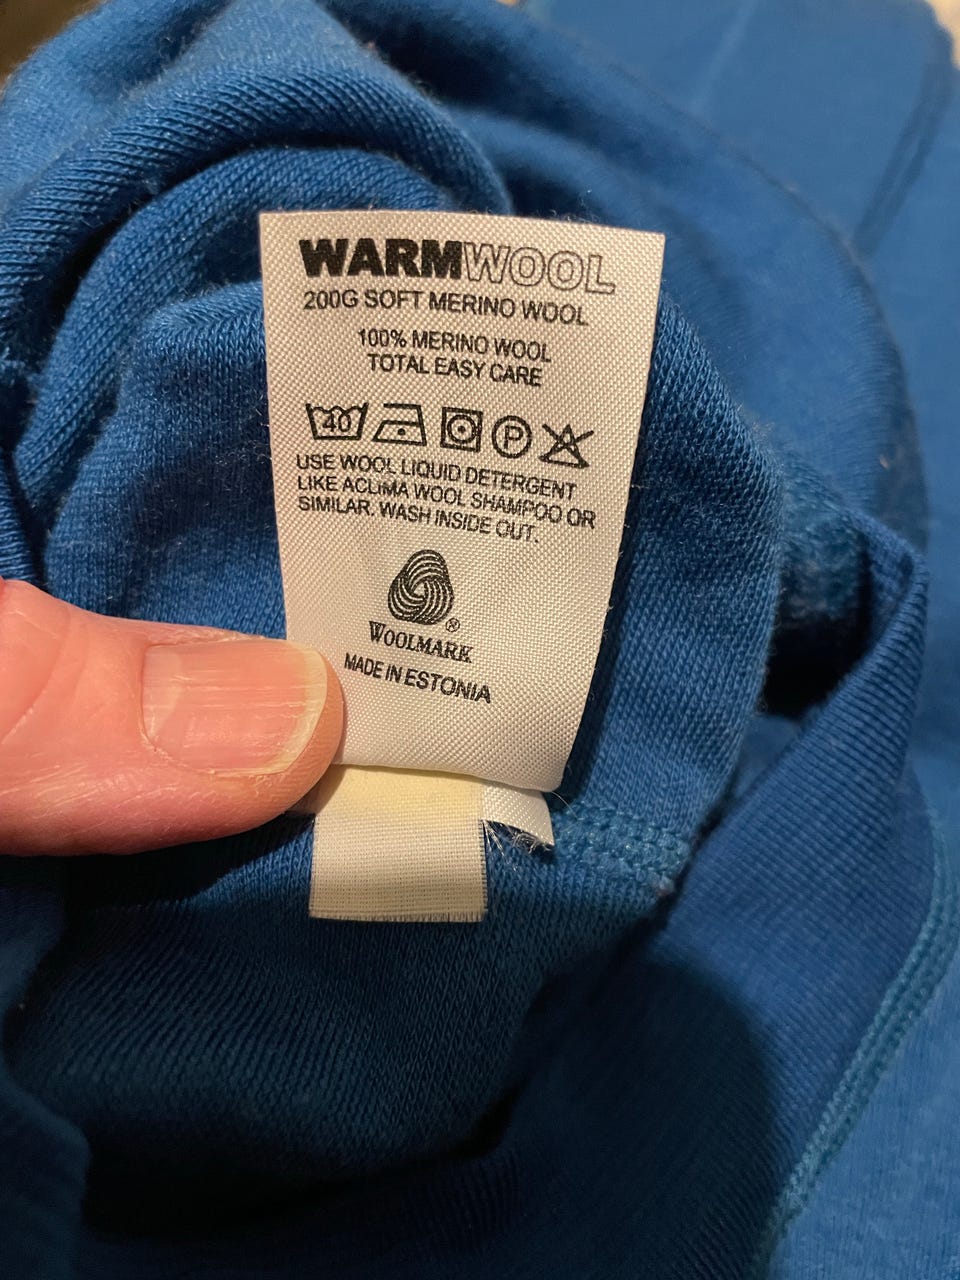 WARMWOOL
200G SOFT MERINO WOOL
100% MERINO WOOL
TOTAL EASY CARE
40 P
USE WOOL LIQUID DETERGENT
LIKE ACLIMA WOOL SHAMPOO OR
SIMILAR. WASH INSIDE OUT.
®
WOOLMARK
MADE IN ESTONIA